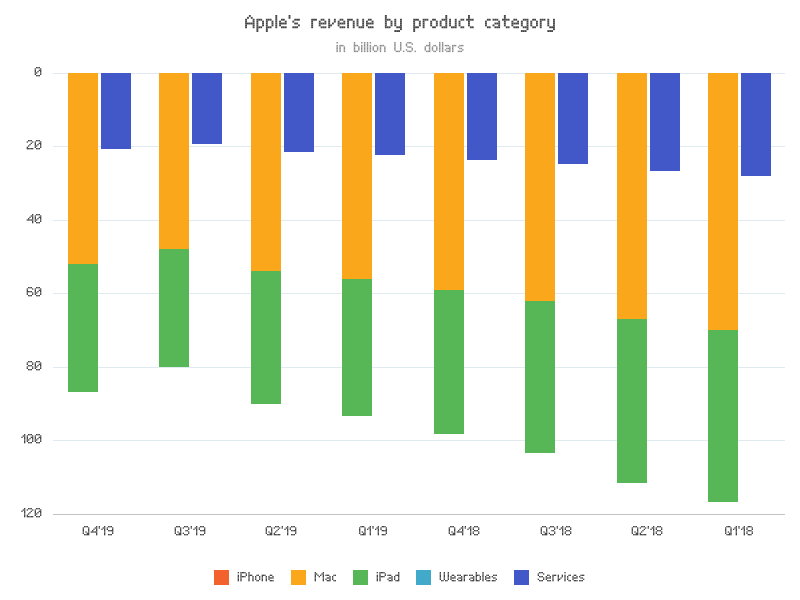 Apple's revenue by product category
in billion U.S. dollars
0
20
40
60
80
100
120
Q4'19 Q3'19 Q2'19 Q1'19 Q4'18 Q3'18 Q2'18 Q1'18
iPhone Mac iPad Wearables Services